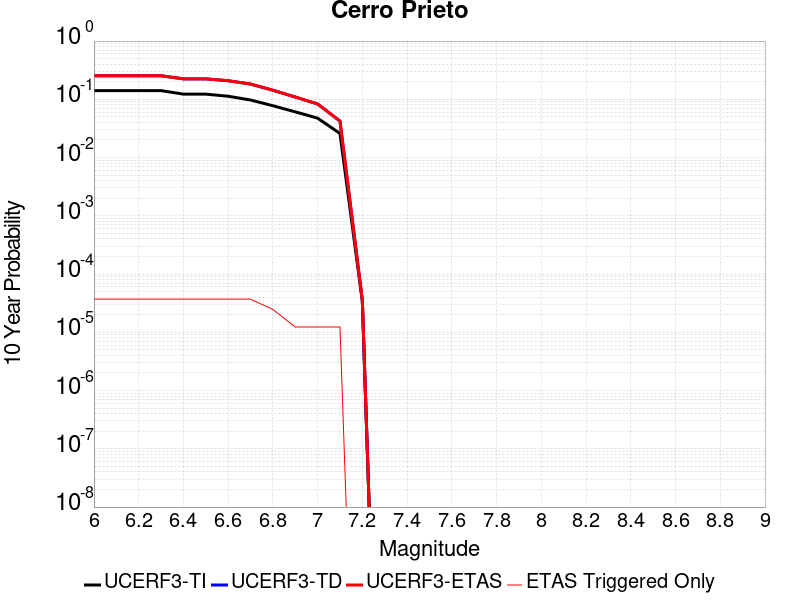 Cerro Prieto
10 Year Probability
10^0
10^-1
10^-2
10^-3
10^-4
10^-5
10^-6
10^-7
10^-8
6 6.2 6.4 6.6 6.8 7 7.2 7.4 7.6 7.8 8 8.2 8.4 8.6 8.8 9
Magnitude
UCERF3-TI UCERF3-TD UCERF3-ETAS ETAS Triggered Only